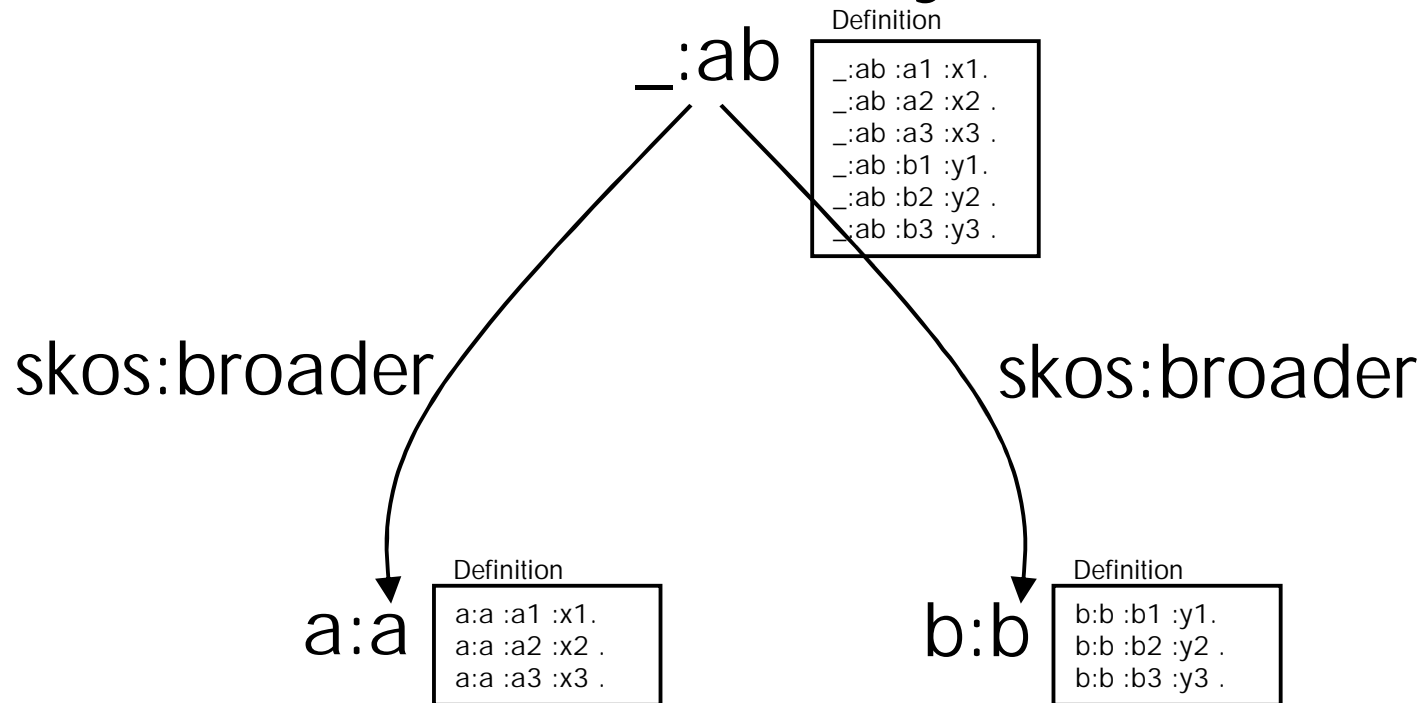 Definition
_:ab
_:ab :a1 :x1.
_:ab :a2 :x2 .
_:ab :a3 :x3 .
_:ab :b1 :y1.
_:ab :b2 :y2 .
_:ab :b3 :y3 .
skos:broader
skos:broader
Definition
a:a
a:a :a1 :x1.
a:a :a2 :x2 .
a:a :a3 :x3 .
Definition
b:b
b:b :b1 :y1.
b:b :b2 :y2 .
b:b :b3 :y3 .